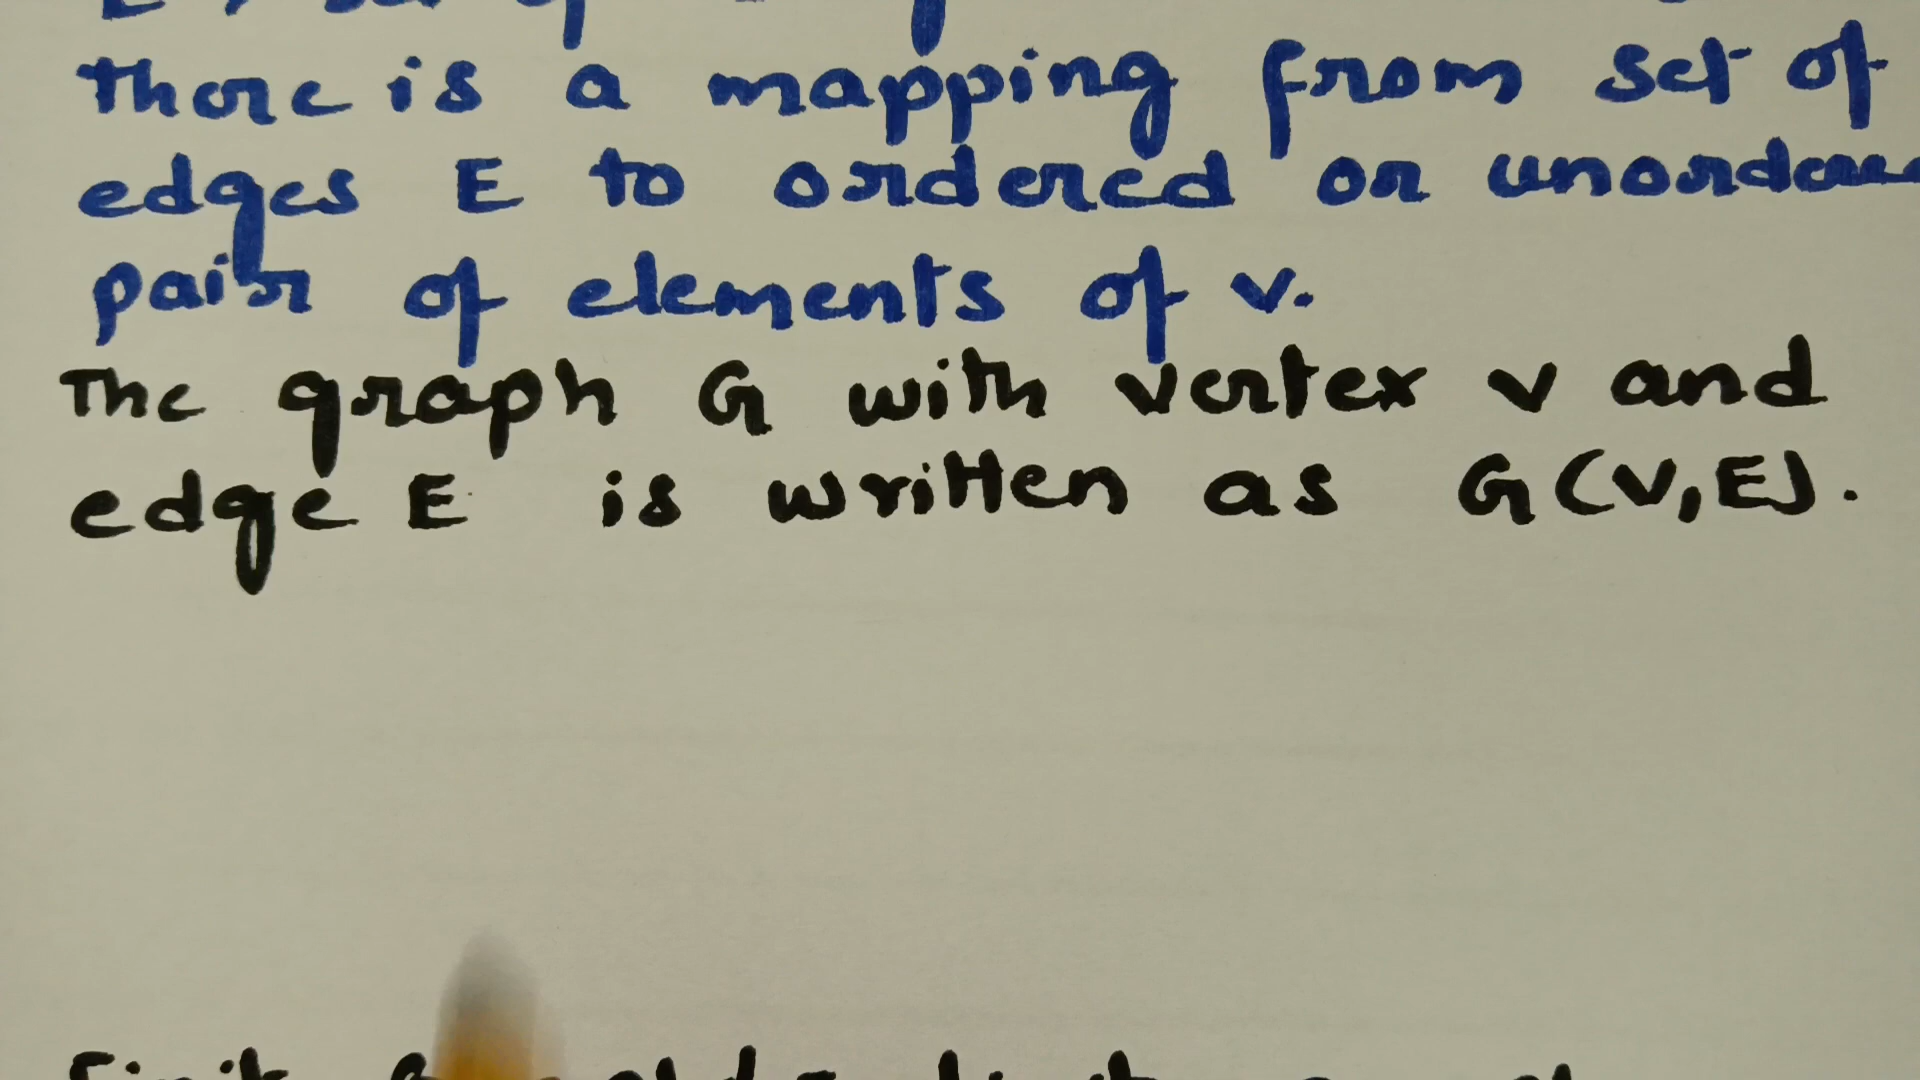 there is a mapping from set of
edges E to ordered or unordere
pair of elements of v.
The graph G with vertex v and
edge E is written as G(V,E).